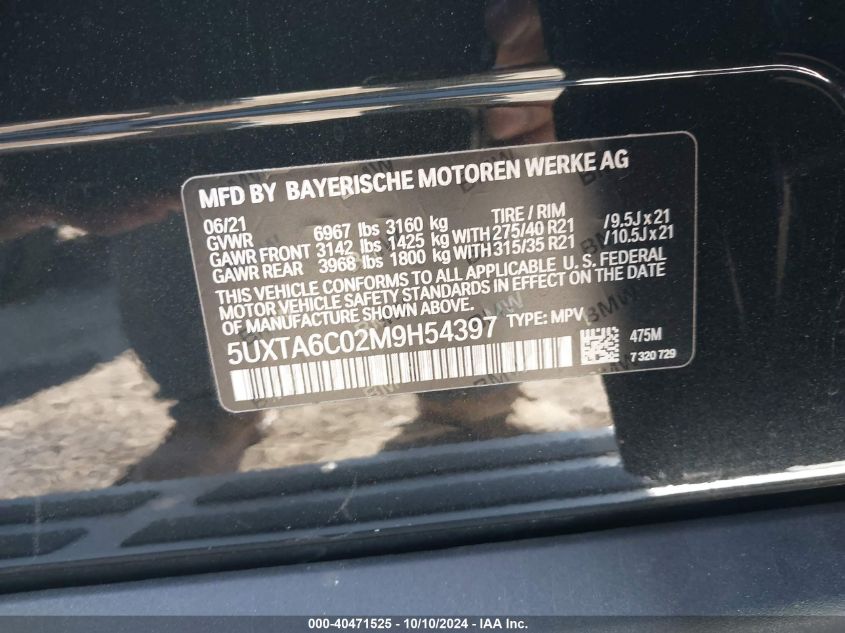 MFD BY BAYERISCHE MOTOREN WERKE AG
06/21 TIRE / RIM
GVWR 6967 lbs 3160 kg
GAWR FRONT 3142 lbs 1425 kg WITH 275/40 R21 /9.5J x 21
GAWR REAR 3968 lbs 1800 kg WITH 315/35 R21 /10.5J x 21
THIS VEHICLE CONFORMS TO ALL APPLICABLE U. S. FEDERAL
MOTOR VEHICLE SAFETY STANDARDS IN EFFECT ON THE DATE
OF MANUFACTURE SHOWN ABOVE.
5UXTA6C02M9H54397 TYPE: MPV
475M
7 320 729
BMW
000-40471525 - 10/10/2024 - IAAI.COM